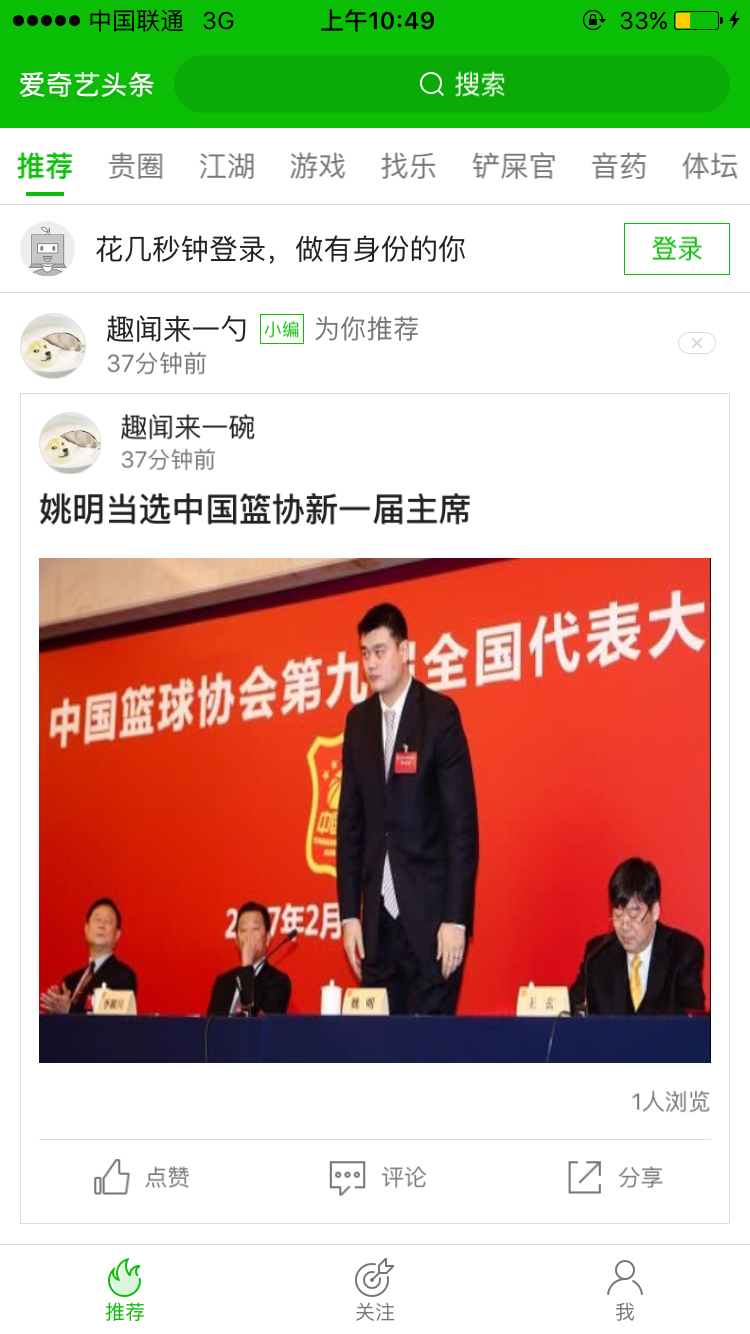 中国联通 3G 上午10:49 33%
爱奇艺头条 搜索
推荐 贵圈 江湖 游戏 找乐 铲屎官 音药 体坛
花几秒钟登录，做有身份的你 登录
趣闻来一勺 小编 为你推荐
37分钟前
趣闻来一碗
37分钟前
姚明当选中国篮协新一届主席
中国篮球协会第九 全国代表大
中国
2 7年2月
姚明 王玄
1人浏览
点赞 评论 分享
推荐 关注 我